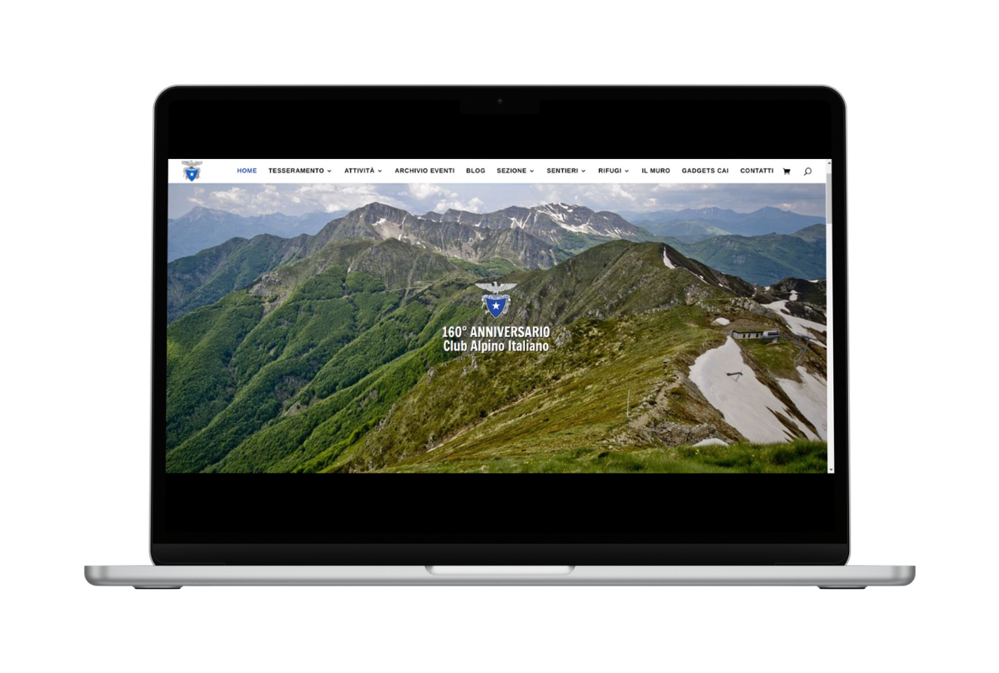 HOME TESSERAMENTO ATTIVITÀ ARCHIVIO EVENTI BLOG SEZIONE SENTIERI RIFUGI IL MURO GADGETS CAI CONTATTI
160° ANNIVERSARIO
Club Alpino Italiano